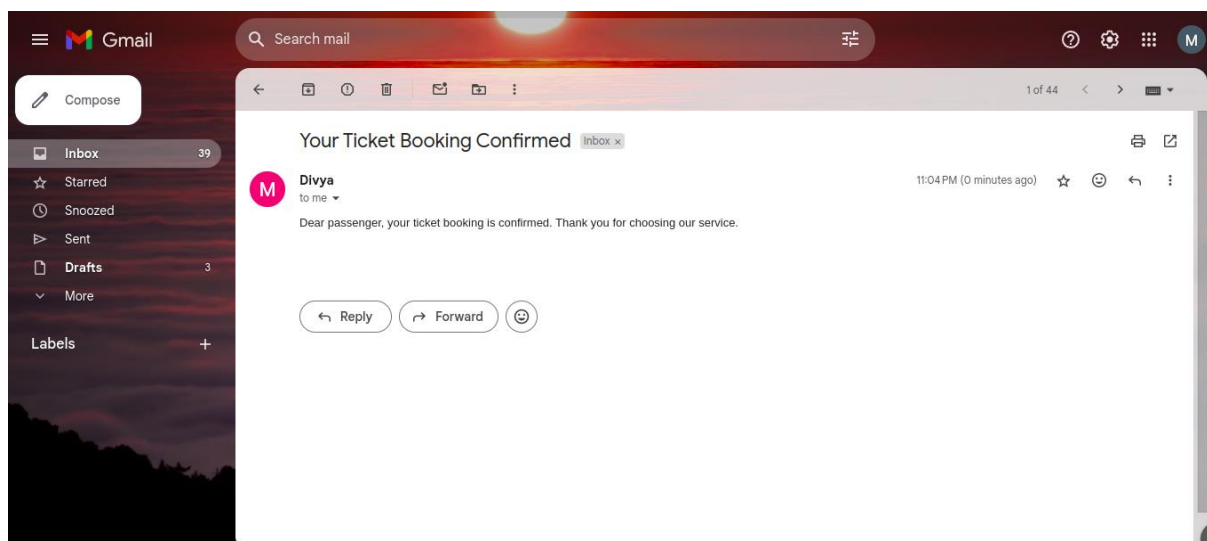 Gmail
Search mail
M
Compose
1 of 44
Your Ticket Booking Confirmed Inbox x
Inbox 39
M
Divya
11:04 PM (0 minutes ago)
to me
Starred
Snoozed
Dear passenger, your ticket booking is confirmed. Thank you for choosing our service.
Sent
Drafts 3
More
Reply
Forward
Labels +